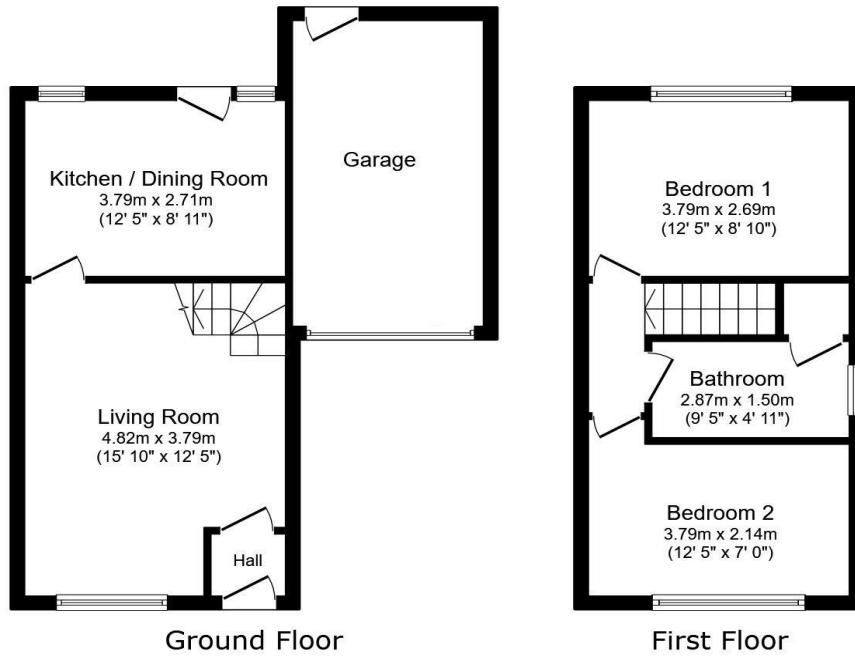 Kitchen / Dining Room
3.79m x 2.71m
(12' 5" x 8' 11")
Garage
Living Room
4.82m x 3.79m
(15' 10" x 12' 5")
Hall
Ground Floor
Bedroom 1
3.79m x 2.69m
(12' 5" x 8' 10")
Bathroom
2.87m x 1.50m
(9' 5" x 4' 11")
Bedroom 2
3.79m x 2.14m
(12' 5" x 7' 0")
First Floor